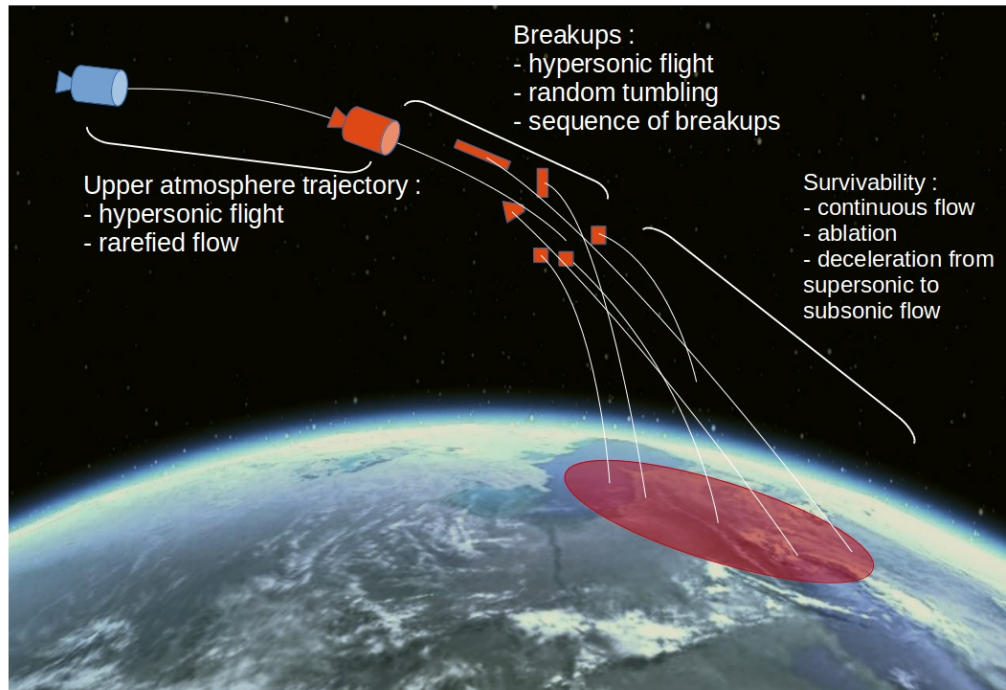 Breakups :
- hypersonic flight
- random tumbling
- sequence of breakups
Upper atmosphere trajectory :
- hypersonic flight
- rarefied flow
Survivability :
- continuous flow
- ablation
- deceleration from
supersonic to
subsonic flow